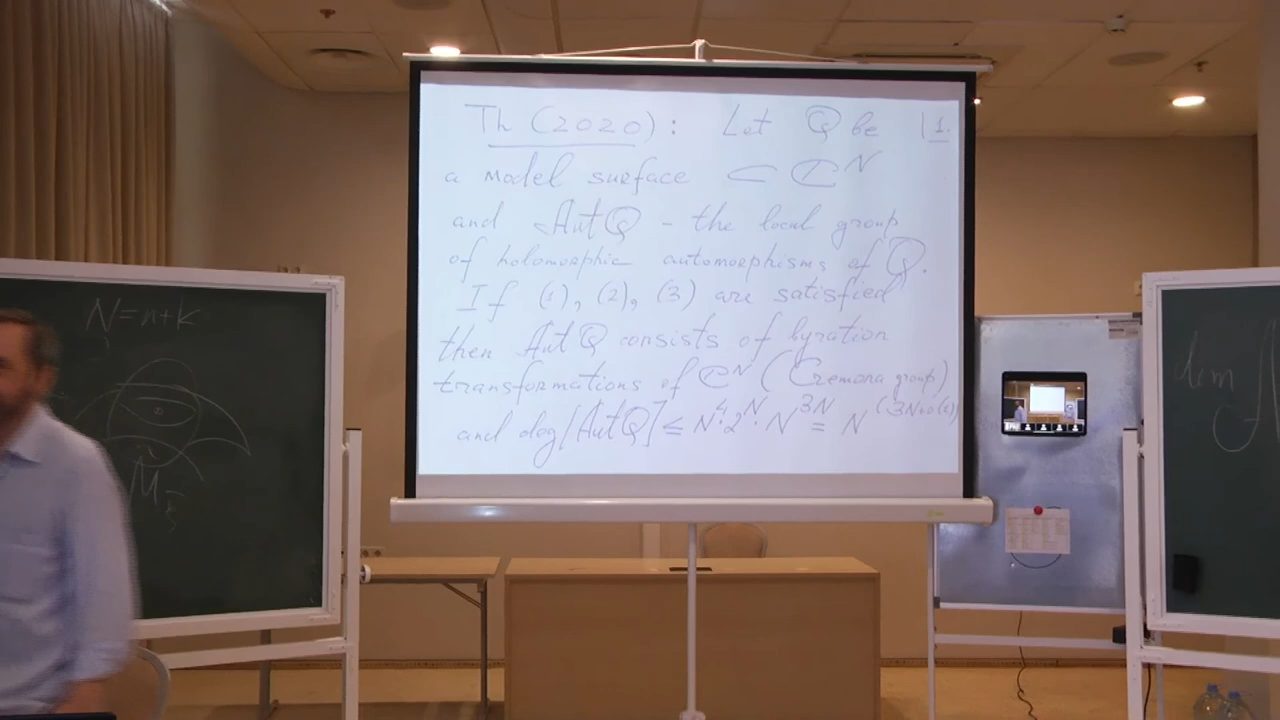 Th (2020): Let Q be |1.
a model surface ⊂ ℂ^N
and Aut Q - the local group
of holomorphic automorphisms of Q.
If (1), (2), (3) are satisfied
then Aut Q consists of byration
transformations of ℂ^N (Cremona group)
and deg[Aut Q] ≤ N^4·2^N·N^{3N} = N^{(3N+o(1))}
N=n+k
M
dim